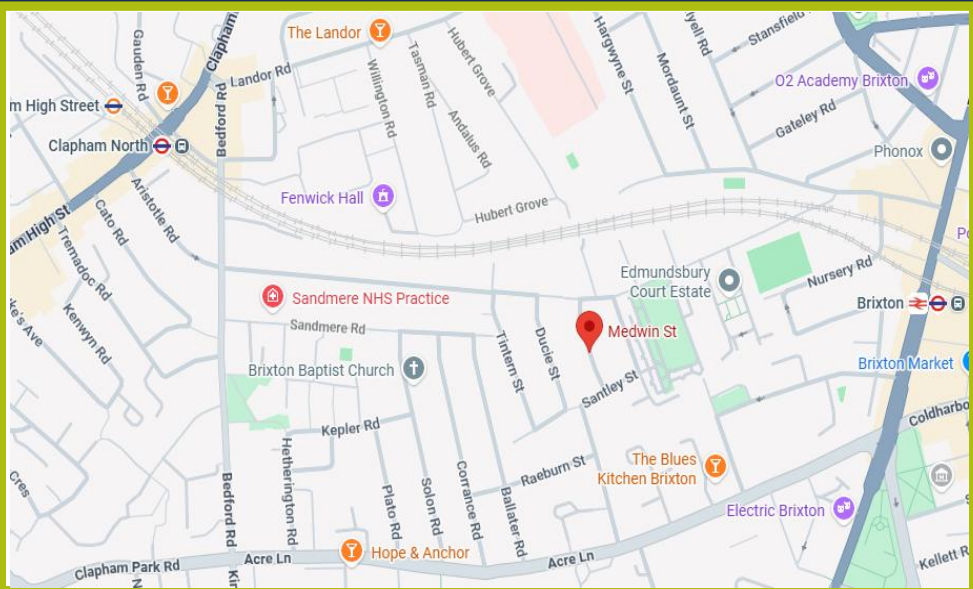 Gauden Rd
Clapham
The Landor
Landor Rd
Willington Rd
Tasman Rd
Hubert Grove
Andalus Rd
Hargwyne St
Mordaunt St
yell Rd
Stansfield
O2 Academy Brixton
Gateley Rd
Phonox
m High Street
Clapham North
Bedford Rd
Aristotle Rd
Cato Rd
am High St
Tremadoc Rd
Kenwyn Rd
ke's Ave
Fenwick Hall
Hubert Grove
Edmundsbury
Court Estate
Nursery Rd
Brixton
Brixton Market
Sandmere NHS Practice
Sandmere Rd
Brixton Baptist Church
Tintern St
Ducie St
Medwin St
Santley St
Coldharbo
Kepler Rd
Hetherington Rd
Plato Rd
Solon Rd
Corrance Rd
Ballater Rd
Raeburn St
The Blues
Kitchen Brixton
Electric Brixton
Cres
Bedford Rd
Hope & Anchor
Acre Ln
Acre Ln
Clapham Park Rd
Kellett R